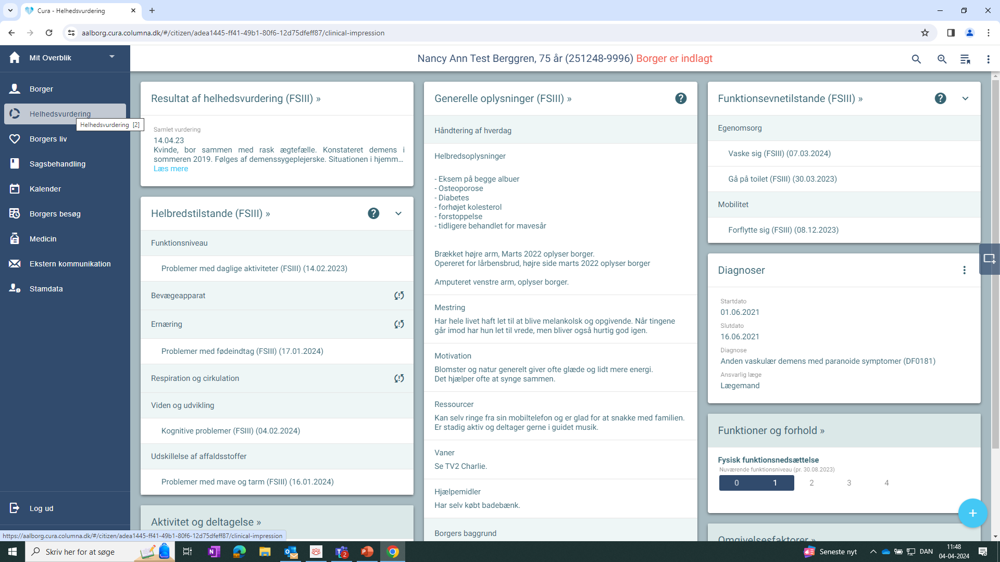 Cura - Helhedsvurdering
aalborg.cura.columna.dk/#/citizen/adea1445-ff41-49b1-80f6-12d75dfeff87/clinical-impression
Mit Overblik
Nancy Ann Test Berggren, 75 år (251248-9996) Borger er indlagt
Borger
Helhedsvurdering
Helhedsvurdering [2]
Borgers liv
Sagsbehandling
Kalender
Borgers besøg
Medicin
Ekstern kommunikation
Stamdata
Log ud
Resultat af helhedsvurdering (FSIII) »
Samlet vurdering
14.04.23
Kvinde, bor sammen med rask ægtefælle. Konstateret demens i
sommeren 2019. Følges af demenssygeplejerske. Situationen i hjemm...
Læs mere
Helbredstilstande (FSIII) »
Funktionsniveau
Problemer med daglige aktiviteter (FSIII) (14.02.2023)
Bevægeapparat
Ernæring
Problemer med fødeindtag (FSIII) (17.01.2024)
Respiration og cirkulation
Viden og udvikling
Kognitive problemer (FSIII) (04.02.2024)
Udskillelse af affaldsstoffer
Problemer med mave og tarm (FSIII) (16.01.2024)
Aktivitet og deltagelse »
Generelle oplysninger (FSIII) »
Håndtering af hverdag
Helbredsoplysninger
- Eksem på begge albuer
- Osteoporose
- Diabetes
- forhøjet kolesterol
- forstoppelse
- tidligere behandlet for mavesår
Brækket højre arm, Marts 2022 oplyser borger.
Opereret for lårbensbrud, højre side marts 2022 oplyser borger
Amputeret venstre arm, oplyser borger.
Mestring
Har hele livet haft let til at blive melankolsk og opgivende. Når tingene
går imod har hun let til vrede, men bliver også hurtig god igen.
Motivation
Blomster og natur generelt giver ofte glæde og lidt mere energi.
Det hjælper ofte at synge sammen.
Ressourcer
Kan selv ringe fra sin mobiltelefon og er glad for at snakke med familien.
Er stadig aktiv og deltager gerne i guidet musik.
Vaner
Se TV2 Charlie.
Hjælpemidler
Har selv købt badebænk.
Borgers baggrund
Funktionsevnetilstande (FSIII) »
Egenomsorg
Vaske sig (FSIII) (07.03.2024)
Gå på toilet (FSIII) (30.03.2023)
Mobilitet
Forflytte sig (FSIII) (08.12.2023)
Diagnoser
Startdato
01.06.2021
Slutdato
16.06.2021
Diagnose
Anden vaskulær demens med paranoide symptomer (DF0181)
Ansvarlig læge
Lægemand
Funktioner og forhold »
Fysisk funktionsnedsættelse
Nuværende funktionsniveau (pr. 30.08.2023)
0 1 2 3 4
Omgivelsesfaktorer »
https://aalborg.cura.columna.dk/#/citizen/adea1445-ff41-49b1-80f6-12d75dfeff87/clinical-impression
Skriv her for at søge
2
Seneste nyt
DAN
11:48
04-04-2024